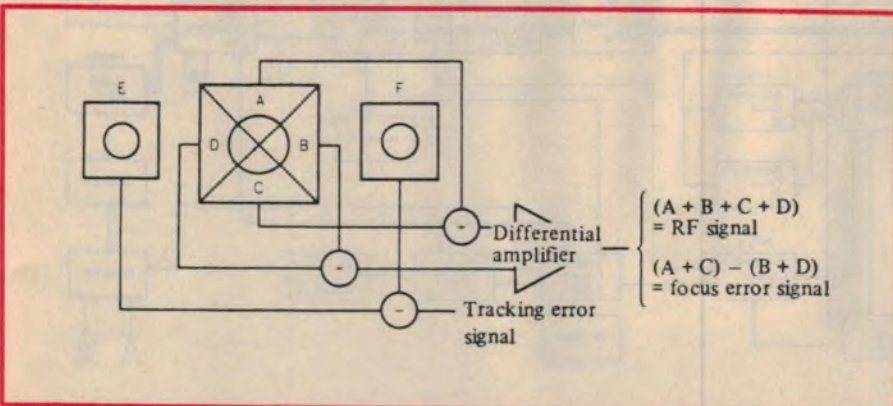 E
F
A
D
B
C
-
-
-
Differential
amplifier
Tracking error
signal
(A + B + C + D)
= RF signal
(A + C) − (B + D)
= focus error signal